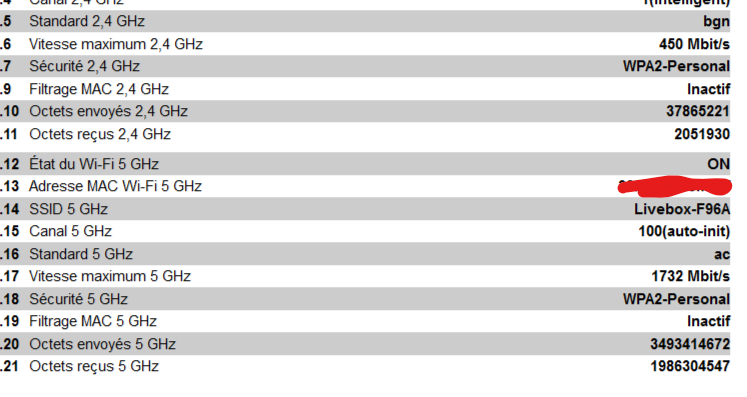 .4 Canal 2,4 GHz 1(intelligent)
.5 Standard 2,4 GHz bgn
.6 Vitesse maximum 2,4 GHz 450 Mbit/s
.7 Sécurité 2,4 GHz WPA2-Personal
.9 Filtrage MAC 2,4 GHz Inactif
.10 Octets envoyés 2,4 GHz 37865221
.11 Octets reçus 2,4 GHz 2051930
.12 État du Wi-Fi 5 GHz ON
.13 Adresse MAC Wi-Fi 5 GHz
.14 SSID 5 GHz Livebox-F96A
.15 Canal 5 GHz 100(auto-init)
.16 Standard 5 GHz ac
.17 Vitesse maximum 5 GHz 1732 Mbit/s
.18 Sécurité 5 GHz WPA2-Personal
.19 Filtrage MAC 5 GHz Inactif
.20 Octets envoyés 5 GHz 3493414672
.21 Octets reçus 5 GHz 1986304547